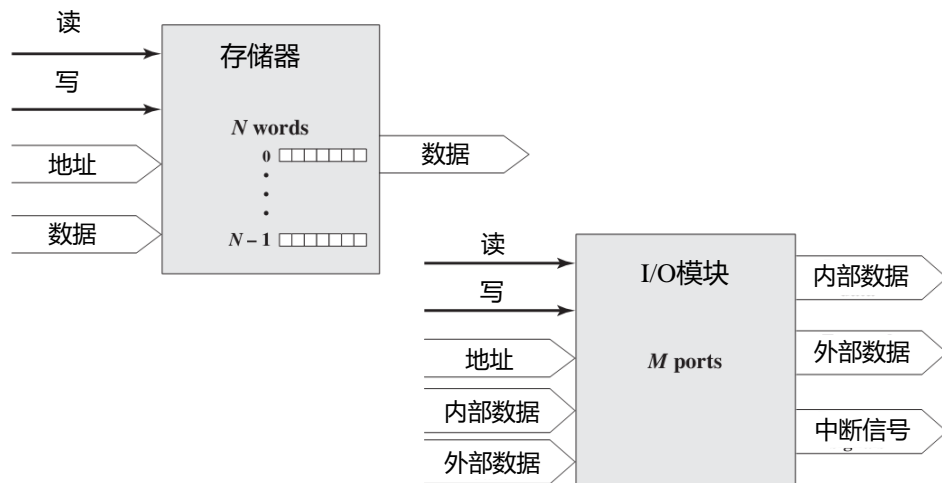 读
写
地址
数据
存储器
N words
0
N – 1
数据
读
写
地址
内部数据
外部数据
I/O模块
M ports
内部数据
外部数据
中断信号